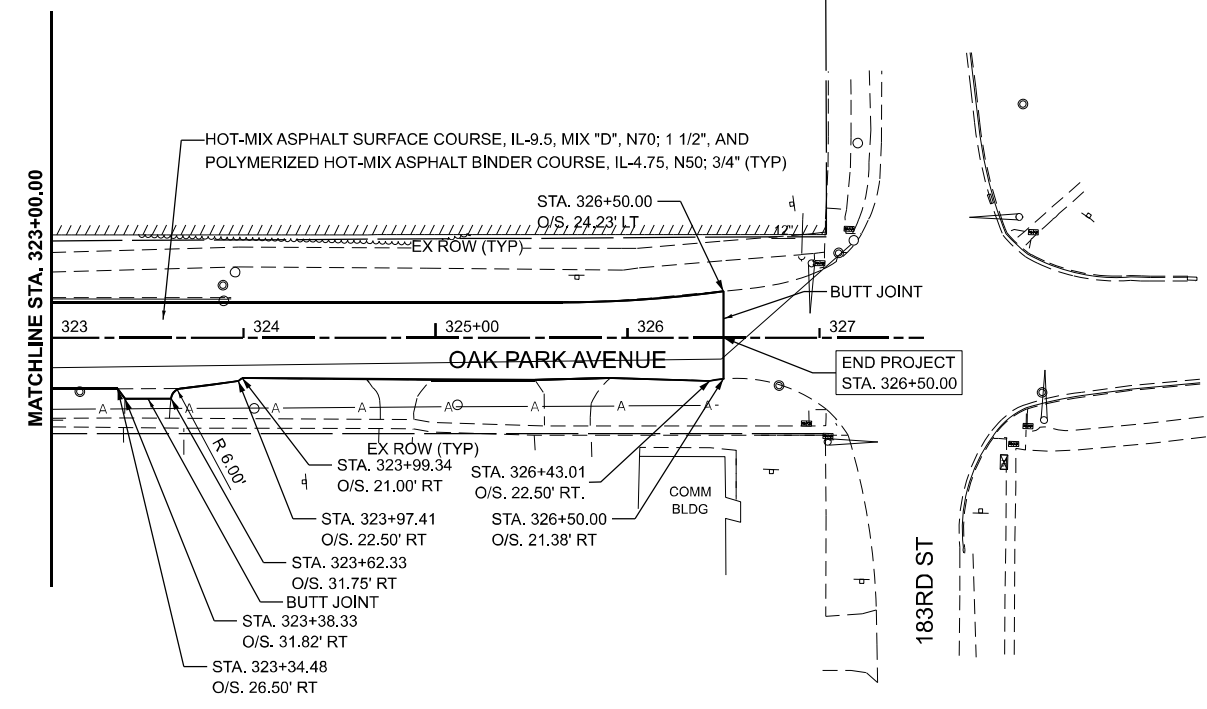 HOT-MIX ASPHALT SURFACE COURSE, IL-9.5, MIX "D", N70; 1 1/2", AND
POLYMERIZED HOT-MIX ASPHALT BINDER COURSE, IL-4.75, N50; 3/4" (TYP)
MATCHLINE STA. 323+00.00
STA. 326+50.00
O/S. 24.23' LT
12"
EX ROW (TYP)
BUTT JOINT
323
324
325+00
326
327
OAK PARK AVENUE
END PROJECT
STA. 326+50.00
A A A A A A A A
EX ROW (TYP)
R 6.00'
STA. 323+99.34
O/S. 21.00' RT
STA. 326+43.01
O/S. 22.50' RT.
COMM
BLDG
STA. 323+97.41
O/S. 22.50' RT
STA. 326+50.00
O/S. 21.38' RT
STA. 323+62.33
O/S. 31.75' RT
BUTT JOINT
STA. 323+38.33
O/S. 31.82' RT
STA. 323+34.48
O/S. 26.50' RT
183RD ST